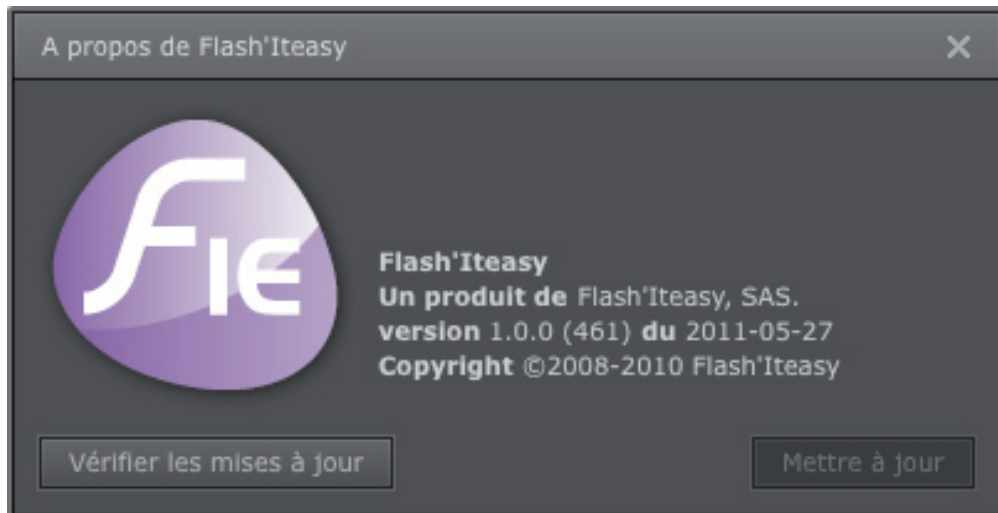 A propos de Flash'Iteasy
FIE
Flash'Iteasy
Un produit de Flash'Iteasy, SAS.
version 1.0.0 (461) du 2011-05-27
Copyright ©2008-2010 Flash'Iteasy
Vérifier les mises à jour
Mettre à jour